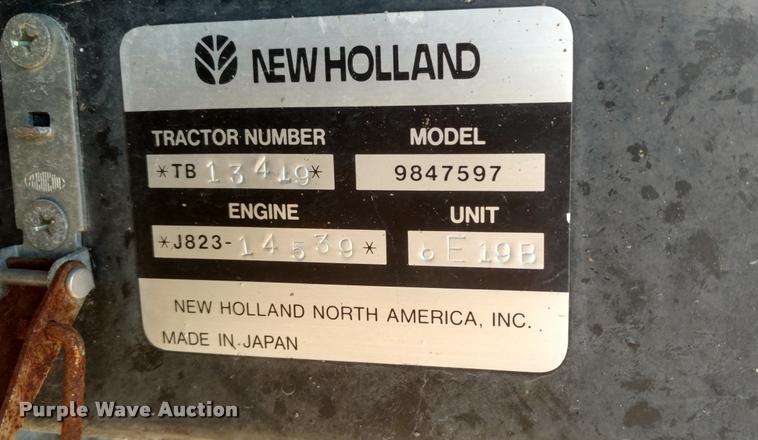 NEW HOLLAND
TRACTOR NUMBER MODEL
*TB 13419* 9847597
ENGINE UNIT
*J823-14539* 6E19B
NEW HOLLAND NORTH AMERICA, INC.
MADE IN JAPAN
Purple Wave Auction